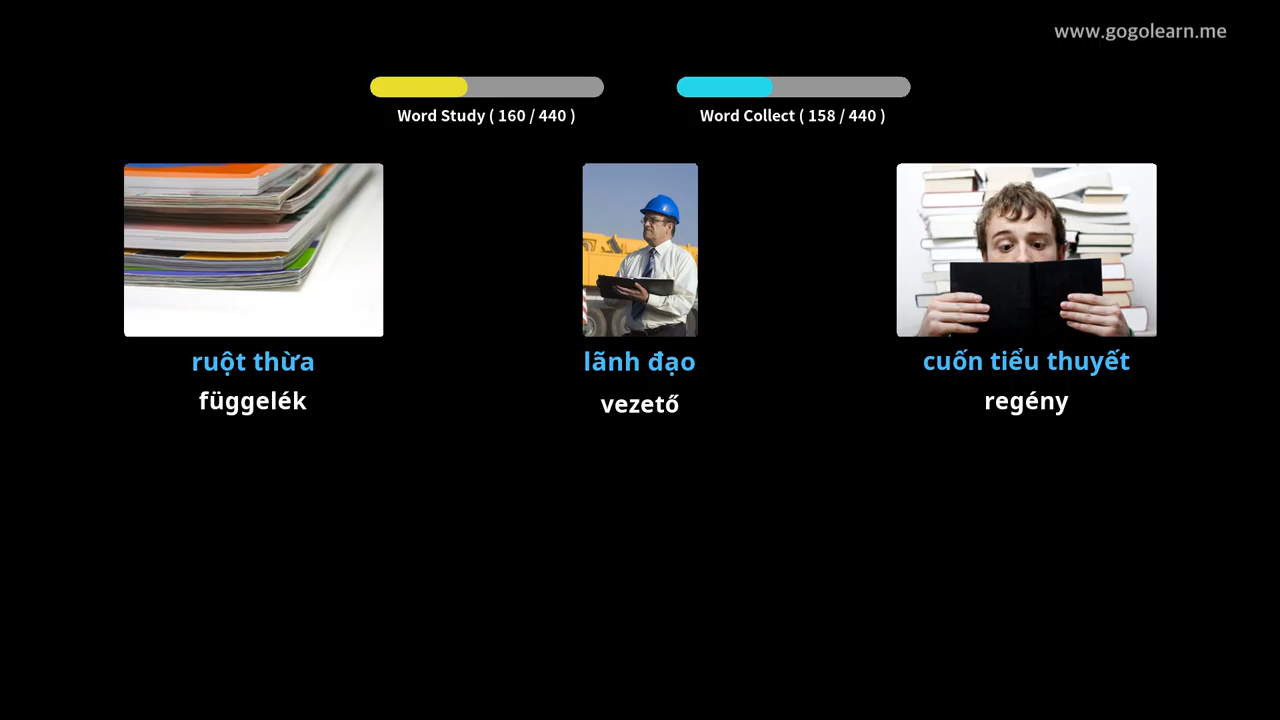 www.gogolearn.me
Word Study ( 160 / 440 )
Word Collect ( 158 / 440 )
ruột thừa
lãnh đạo
cuốn tiểu thuyết
függelék
vezető
regény